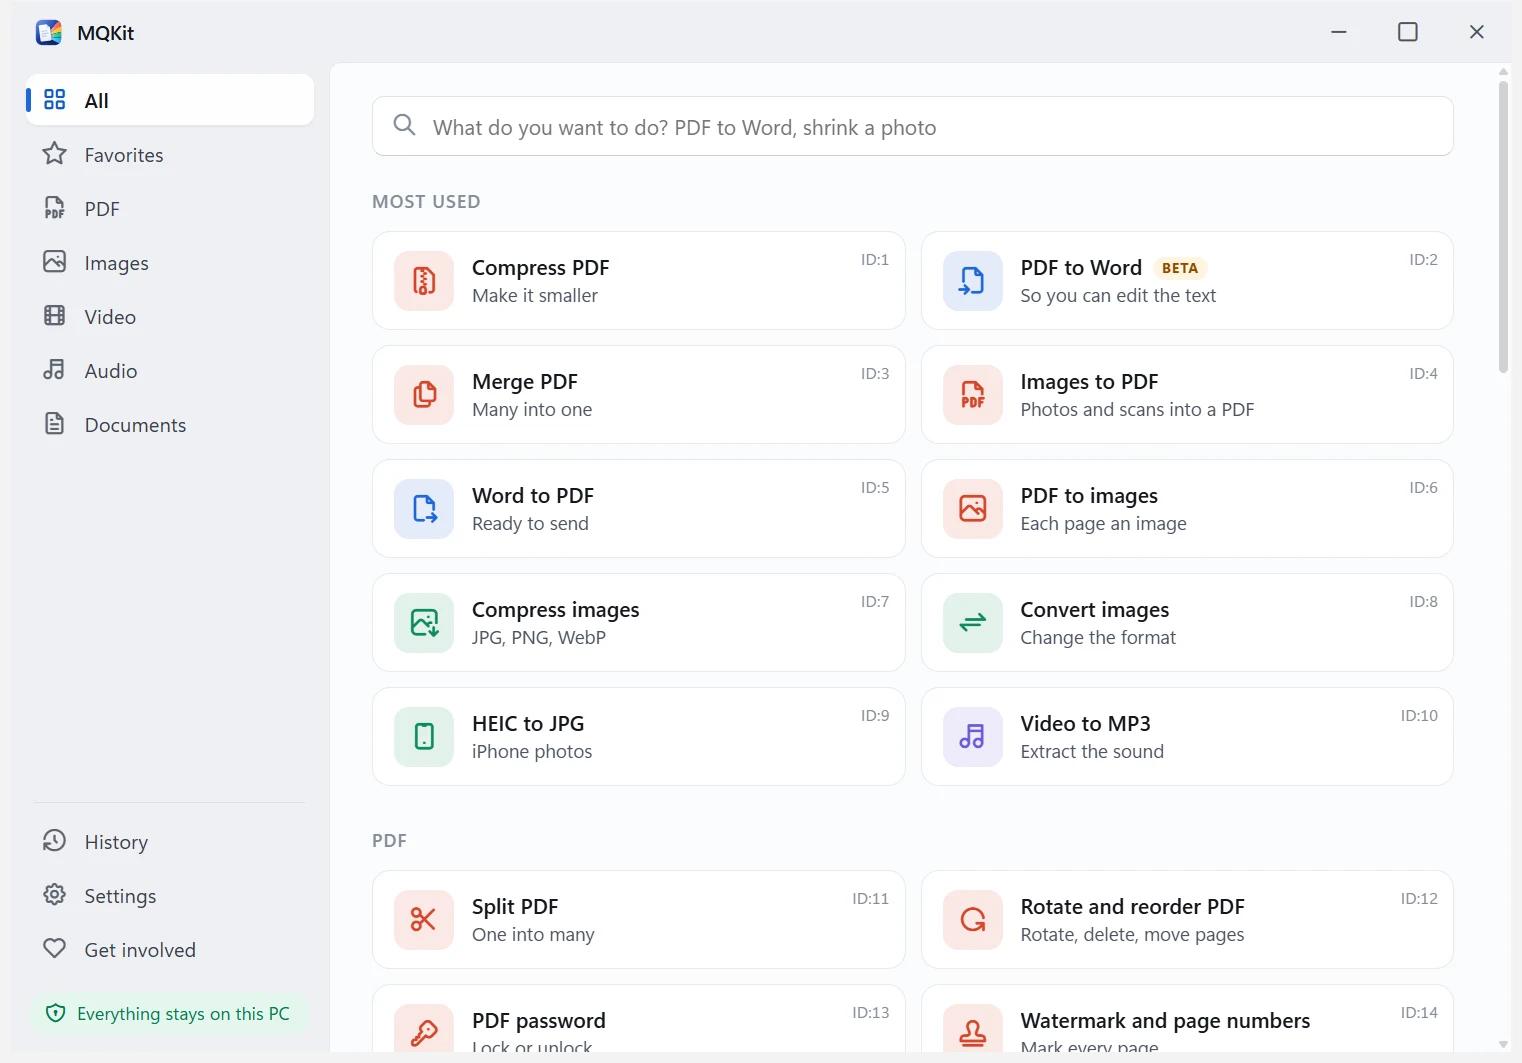 MQKit
All
Favorites
PDF
Images
Video
Audio
Documents
History
Settings
Get involved
Everything stays on this PC
What do you want to do? PDF to Word, shrink a photo
MOST USED
Compress PDF
Make it smaller
ID:1
PDF to Word BETA
So you can edit the text
ID:2
Merge PDF
Many into one
ID:3
Images to PDF
Photos and scans into a PDF
ID:4
Word to PDF
Ready to send
ID:5
PDF to images
Each page an image
ID:6
Compress images
JPG, PNG, WebP
ID:7
Convert images
Change the format
ID:8
HEIC to JPG
iPhone photos
ID:9
Video to MP3
Extract the sound
ID:10
PDF
Split PDF
One into many
ID:11
Rotate and reorder PDF
Rotate, delete, move pages
ID:12
PDF password
Lock or unlock
ID:13
Watermark and page numbers
Mark every page
ID:14